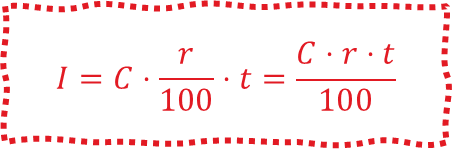 I = C · r/100 · t = C · r · t/100